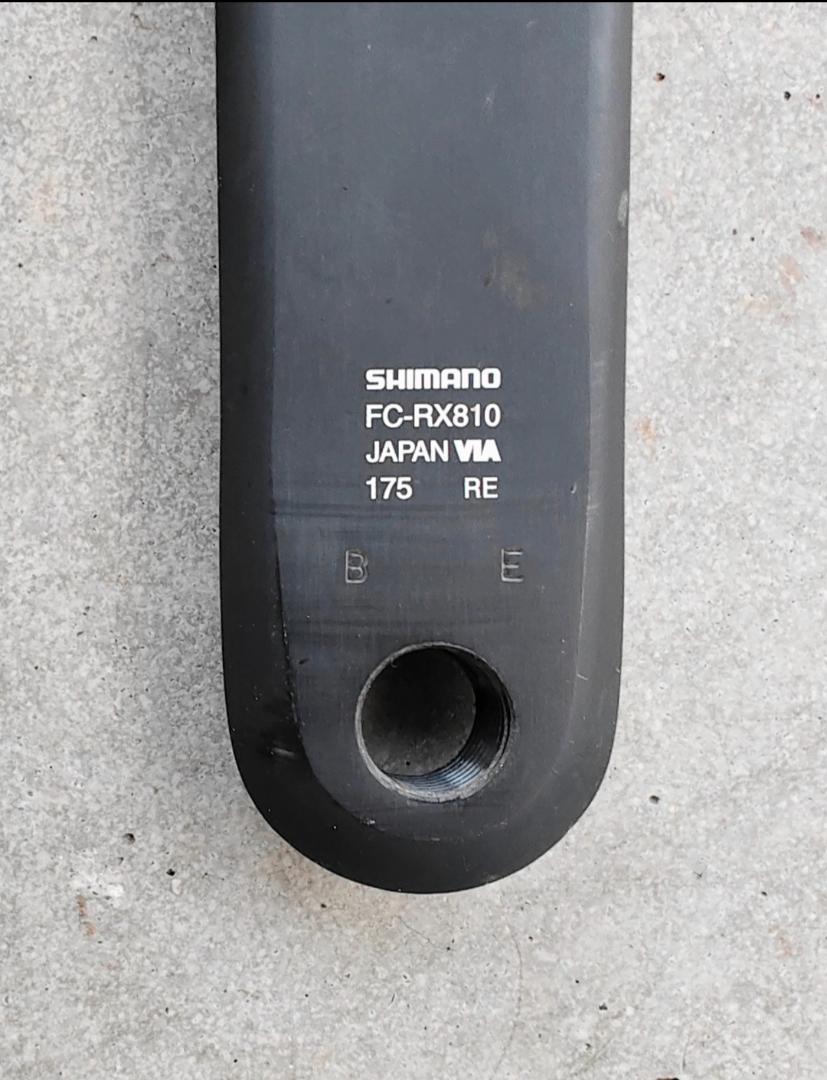 SHIMANO
FC-RX810
JAPAN VIA
175 RE
B E